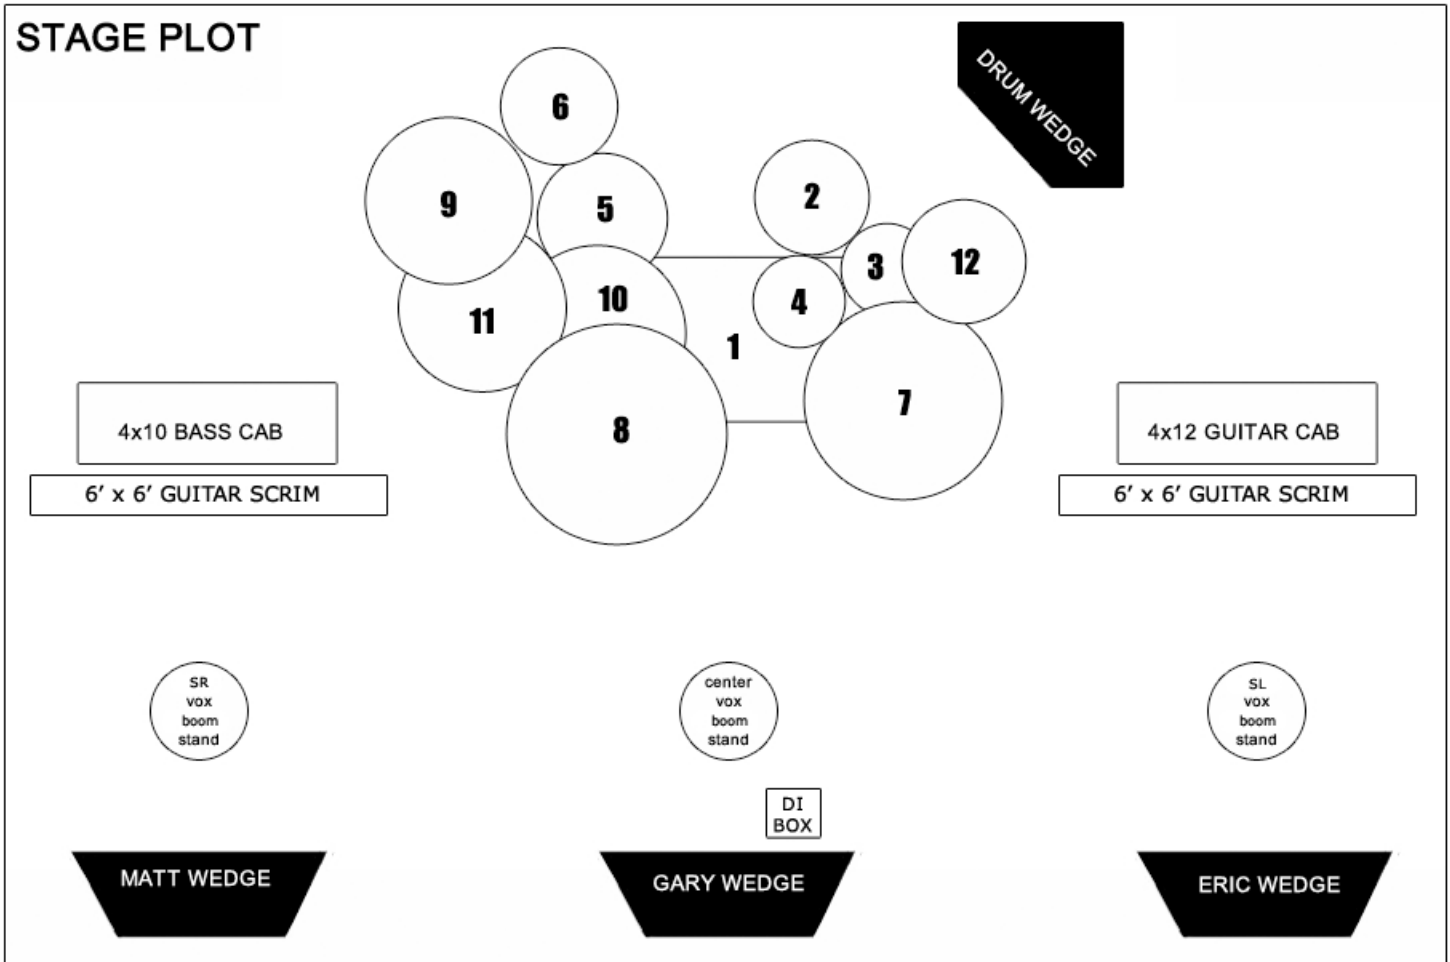 STAGE PLOT
DRUM WEDGE
6
9
5
2
3
12
10
4
11
1
7
8
4x10 BASS CAB
4x12 GUITAR CAB
6’ x 6’ GUITAR SCRIM
6’ x 6’ GUITAR SCRIM
SR
vox
boom
stand
center
vox
boom
stand
SL
vox
boom
stand
DI
BOX
MATT WEDGE
GARY WEDGE
ERIC WEDGE